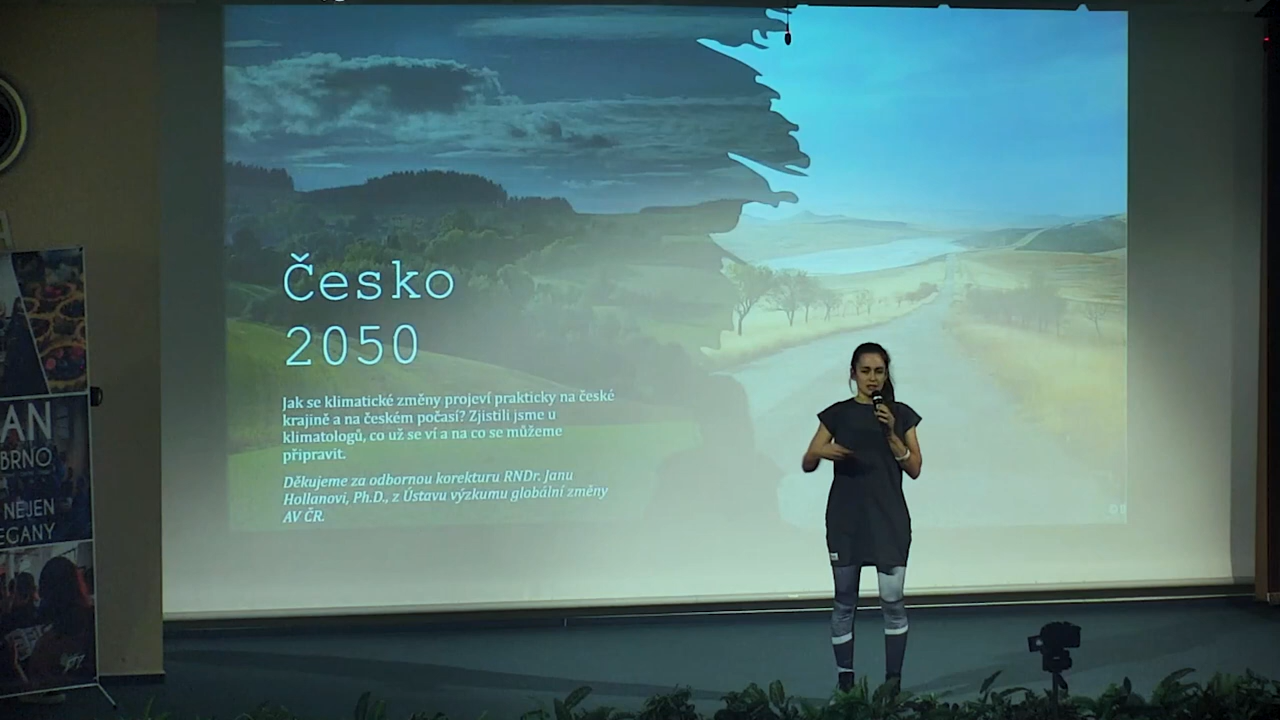 Česko
2050
Jak se klimatické změny projeví prakticky na české
krajině a na českém počasí? Zjistili jsme u
klimatologů, co už se ví a na co se můžeme
připravit.
Děkujeme za odbornou korekturu RNDr. Janu
Hollanovi, Ph.D., z Ústavu výzkumu globální změny
AV ČR.
AN
BRNO
NEJEN
EGANY